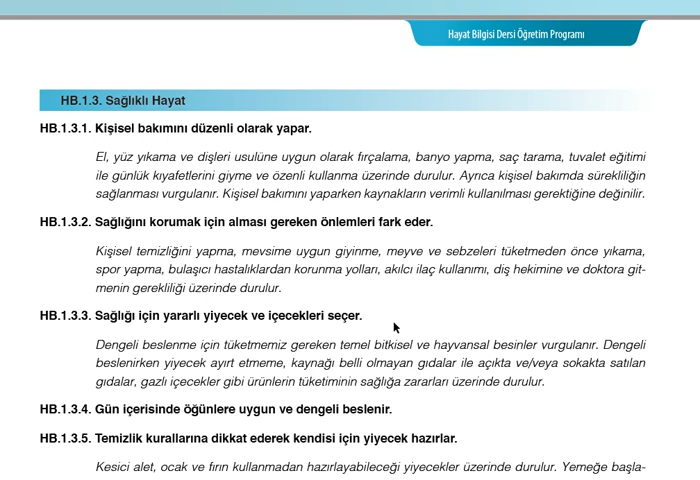 Hayat Bilgisi Dersi Öğretim Programı
HB.1.3. Sağlıklı Hayat
HB.1.3.1. Kişisel bakımını düzenli olarak yapar.
El, yüz yıkama ve dişleri usulüne uygun olarak fırçalama, banyo yapma, saç tarama, tuvalet eğitimi
ile günlük kıyafetlerini giyme ve özenli kullanma üzerinde durulur. Ayrıca kişisel bakımda sürekliliğin
sağlanması vurgulanır. Kişisel bakımını yaparken kaynakların verimli kullanılması gerektiğine değinilir.
HB.1.3.2. Sağlığını korumak için alması gereken önlemleri fark eder.
Kişisel temizliğini yapma, mevsime uygun giyinme, meyve ve sebzeleri tüketmeden önce yıkama,
spor yapma, bulaşıcı hastalıklardan korunma yolları, akılcı ilaç kullanımı, diş hekimine ve doktora git-
menin gerekliliği üzerinde durulur.
HB.1.3.3. Sağlığı için yararlı yiyecek ve içecekleri seçer.
Dengeli beslenme için tüketmemiz gereken temel bitkisel ve hayvansal besinler vurgulanır. Dengeli
beslenirken yiyecek ayırt etmeme, kaynağı belli olmayan gıdalar ile açıkta ve/veya sokakta satılan
gıdalar, gazlı içecekler gibi ürünlerin tüketiminin sağlığa zararları üzerinde durulur.
HB.1.3.4. Gün içerisinde öğünlere uygun ve dengeli beslenir.
HB.1.3.5. Temizlik kurallarına dikkat ederek kendisi için yiyecek hazırlar.
Kesici alet, ocak ve fırın kullanmadan hazırlayabileceği yiyecekler üzerinde durulur. Yemeğe başla-